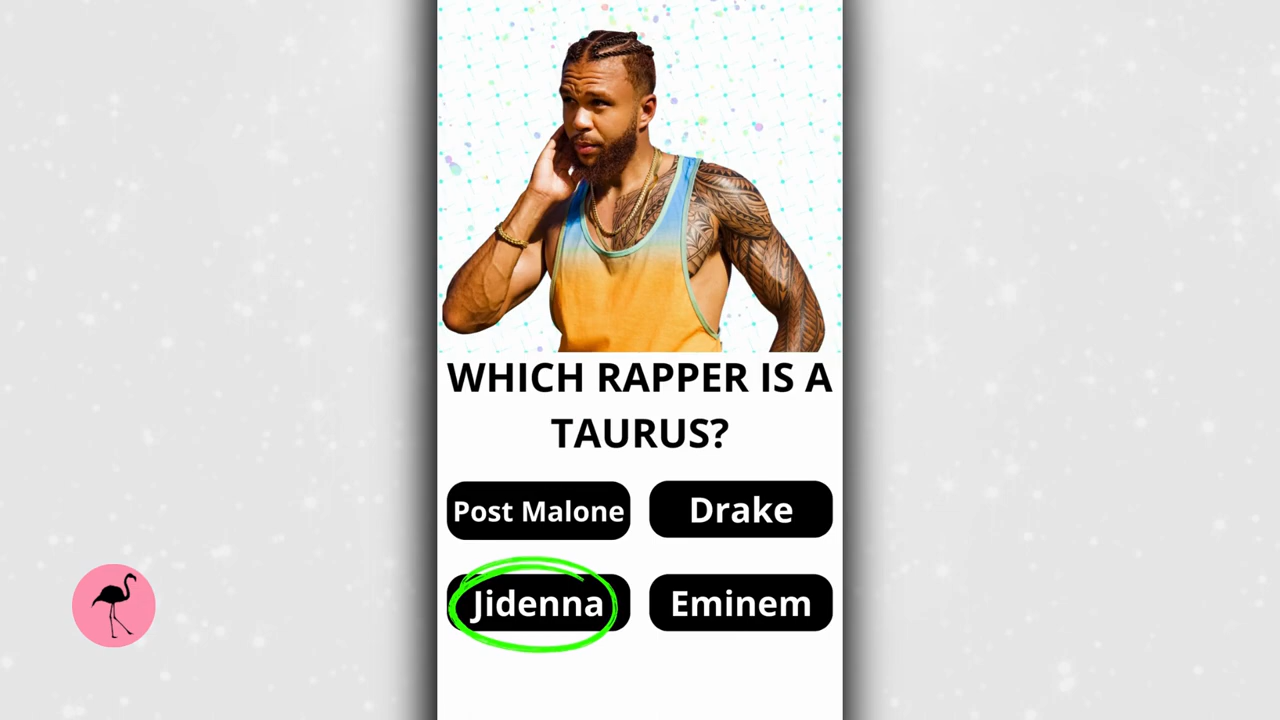 WHICH RAPPER IS A
TAURUS?
Post Malone
Drake
Jidenna
Eminem